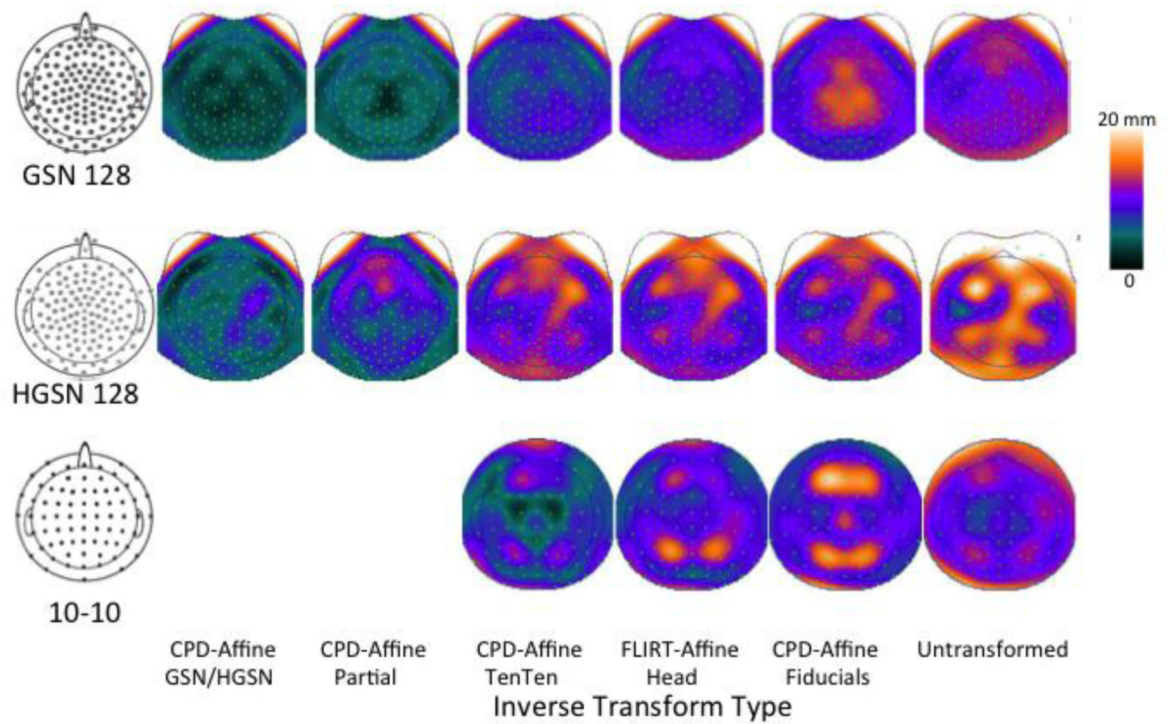 20 mm
GSN 128
0
HGSN 128
10-10
CPD-Affine
GSN/HGSN
CPD-Affine
Partial
CPD-Affine
TenTen
FLIRT-Affine
Head
CPD-Affine
Fiducials
Untransformed
Inverse Transform Type